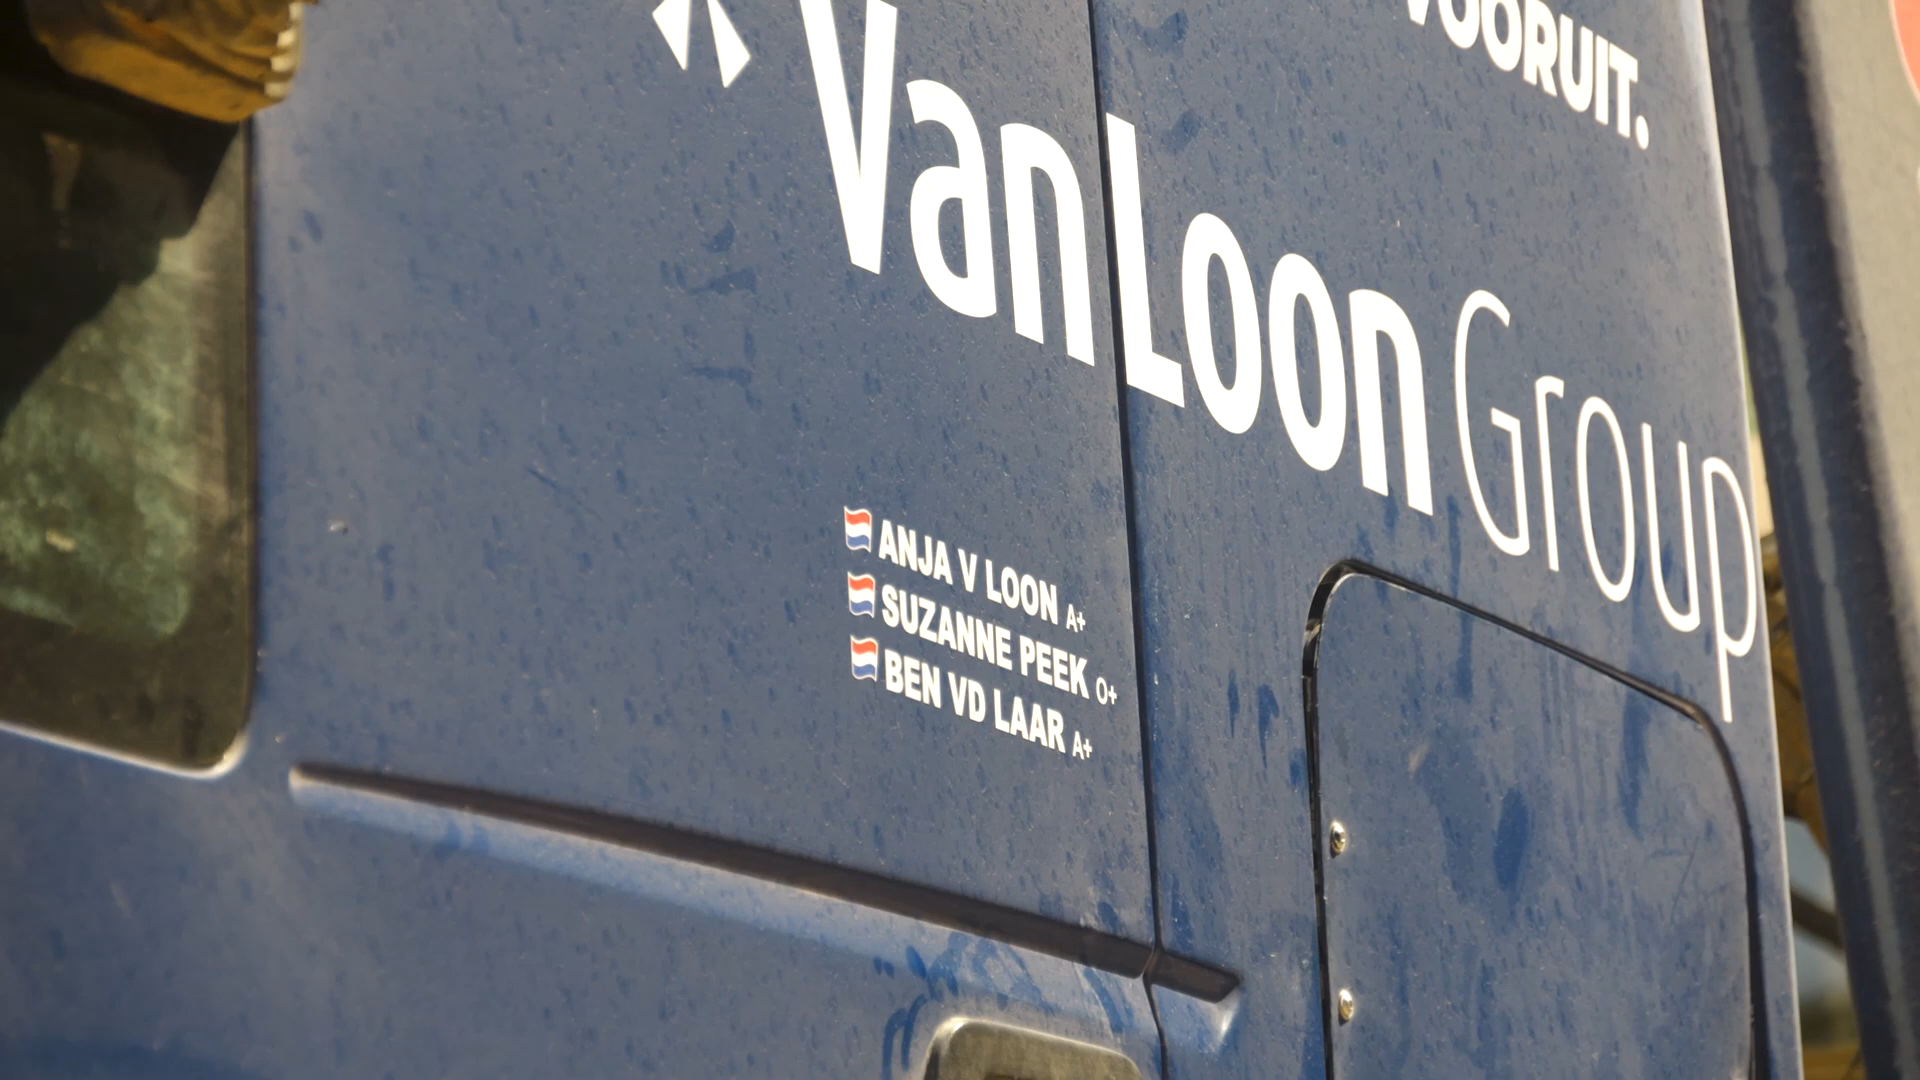 VOORUIT.
VanLoon Group
ANJA V LOON A+
SUZANNE PEEK O+
BEN VD LAAR A+